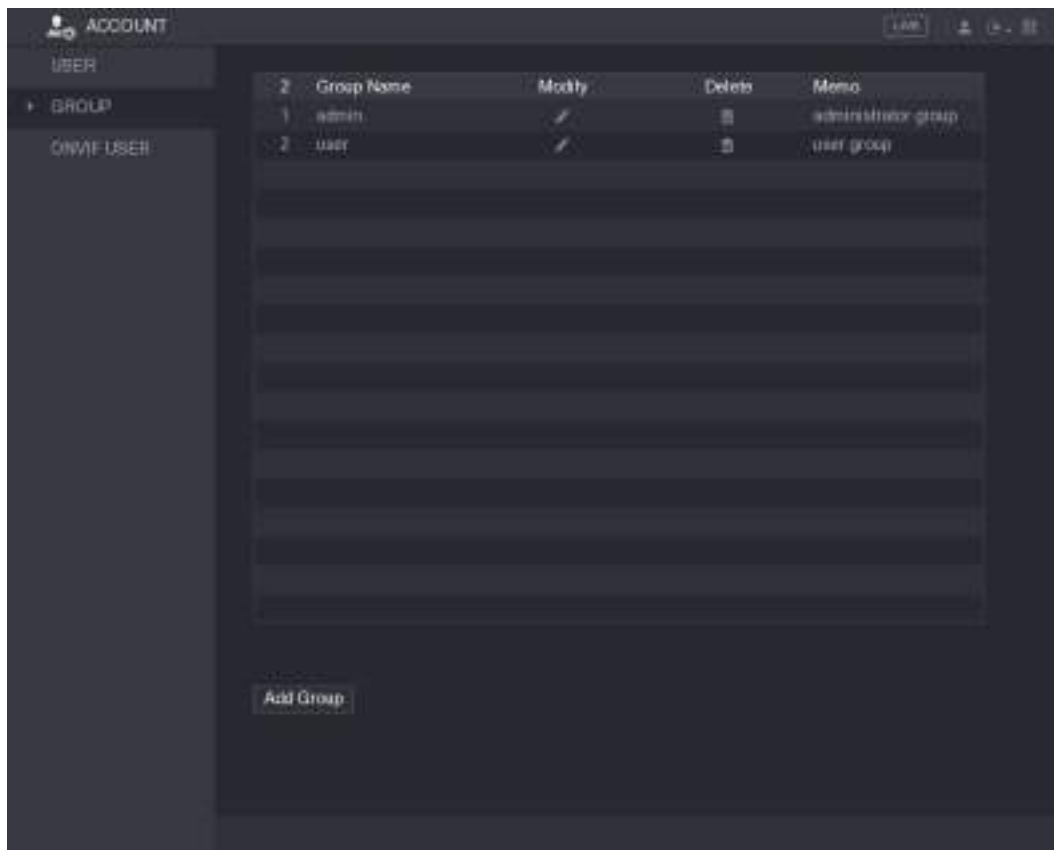 ACCOUNT
LIVE
USER
GROUP
ONVIF USER
2 Group Name Modify Delete Memo
1 admin administrator group
2 user user group
Add Group